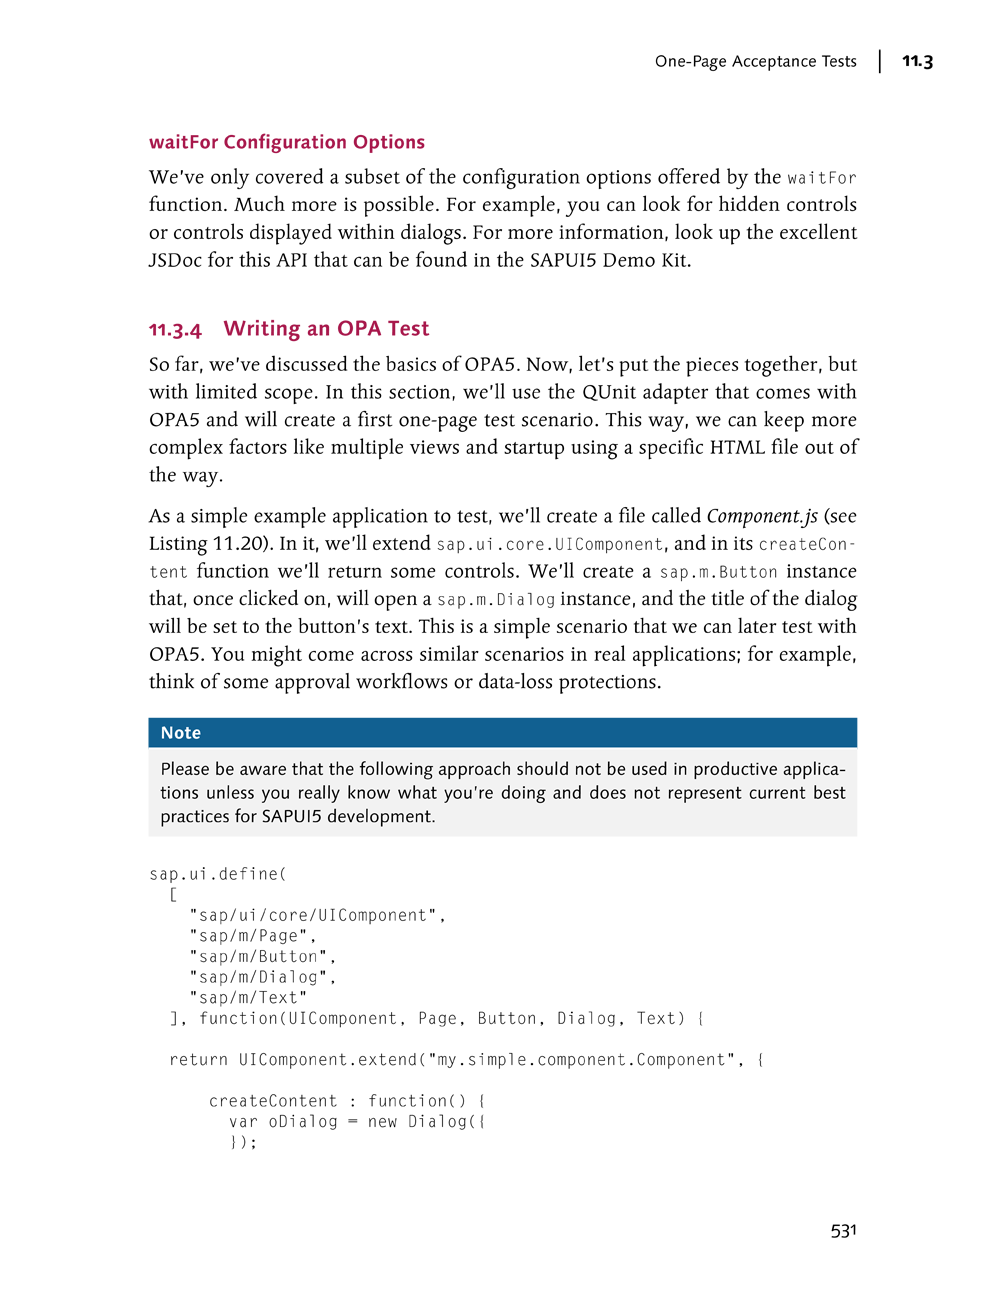 One-Page Acceptance Tests | 11.3
waitFor Configuration Options
We've only covered a subset of the configuration options offered by the waitFor
function. Much more is possible. For example, you can look for hidden controls
or controls displayed within dialogs. For more information, look up the excellent
JSDoc for this API that can be found in the SAPUI5 Demo Kit.
11.3.4 Writing an OPA Test
So far, we've discussed the basics of OPA5. Now, let's put the pieces together, but
with limited scope. In this section, we'll use the QUnit adapter that comes with
OPA5 and will create a first one-page test scenario. This way, we can keep more
complex factors like multiple views and startup using a specific HTML file out of
the way.
As a simple example application to test, we'll create a file called Component.js (see
Listing 11.20). In it, we'll extend sap.ui.core.UIComponent, and in its createCon-
tent function we'll return some controls. We'll create a sap.m.Button instance
that, once clicked on, will open a sap.m.Dialog instance, and the title of the dialog
will be set to the button's text. This is a simple scenario that we can later test with
OPA5. You might come across similar scenarios in real applications; for example,
think of some approval workflows or data-loss protections.
Note
Please be aware that the following approach should not be used in productive applica-
tions unless you really know what you're doing and does not represent current best
practices for SAPUI5 development.
sap.ui.define(
  [
    "sap/ui/core/UIComponent",
    "sap/m/Page",
    "sap/m/Button",
    "sap/m/Dialog",
    "sap/m/Text"
  ], function(UIComponent, Page, Button, Dialog, Text) {
  return UIComponent.extend("my.simple.component.Component", {
      createContent : function() {
        var oDialog = new Dialog({
        });
531